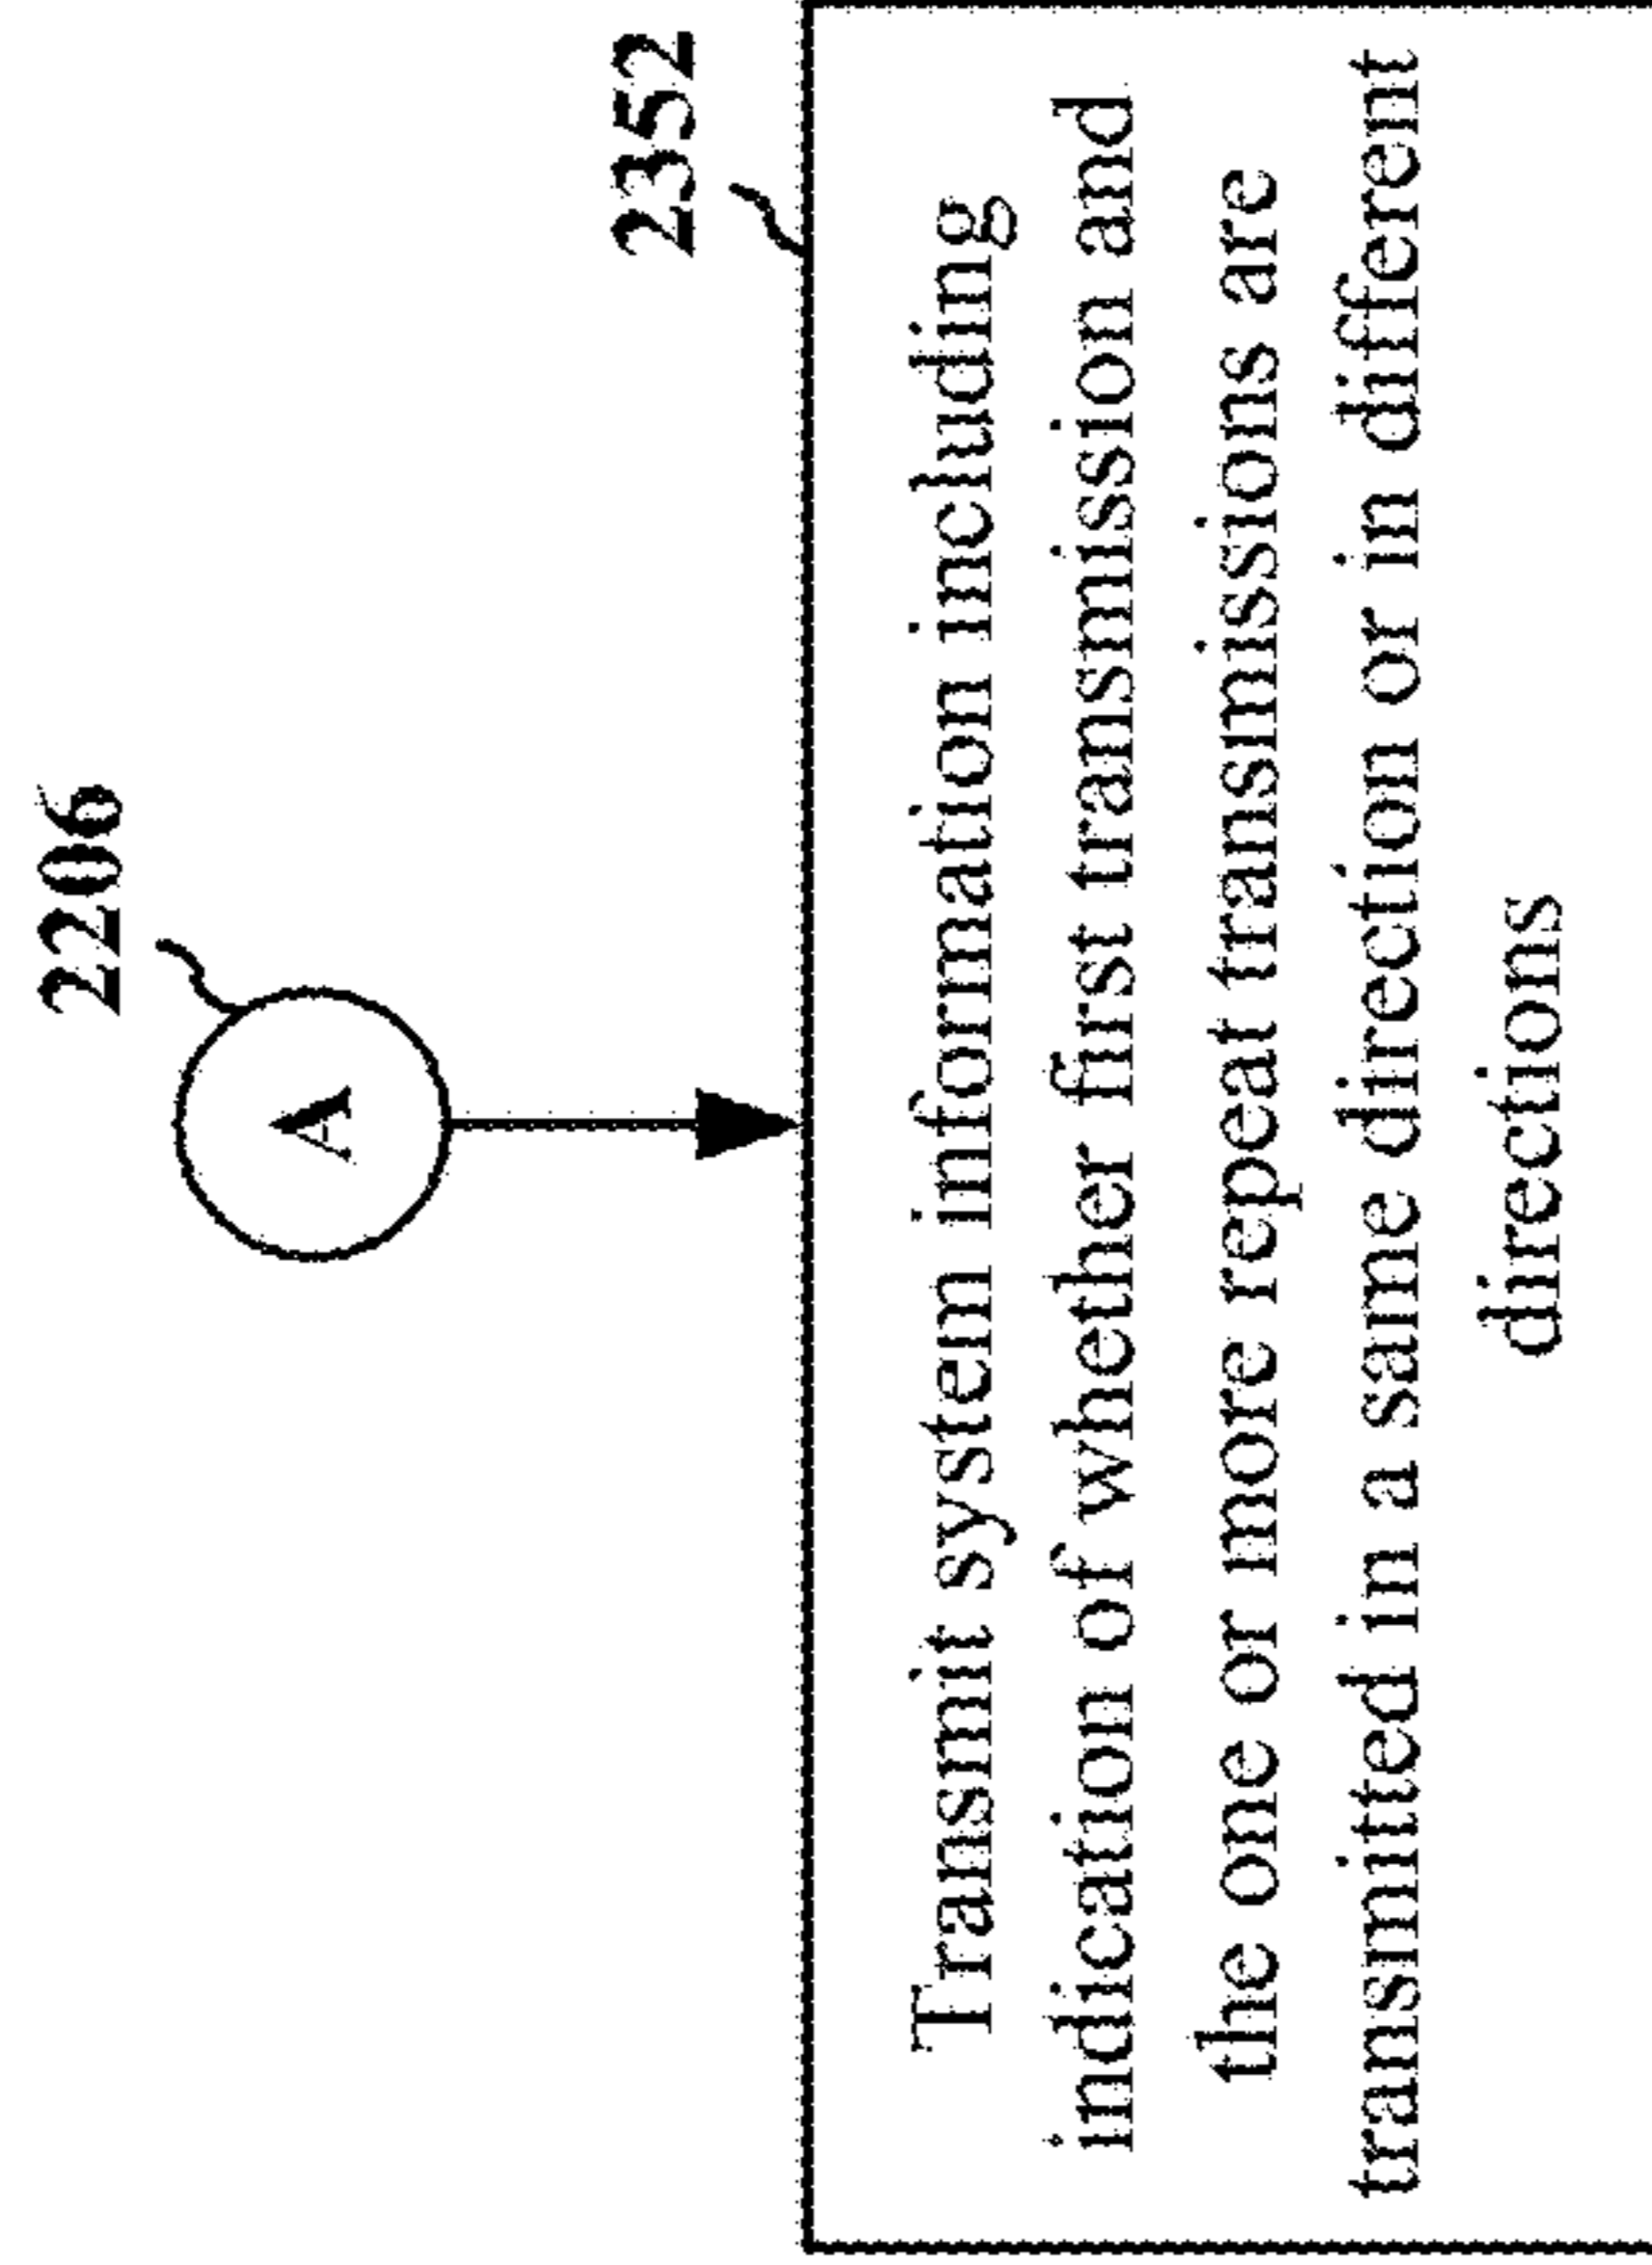 2206
A
2352
Transmit system information including
indication of whether first transmission and
the one or more repeat transmissions are
transmitted in a same direction or in different
directions